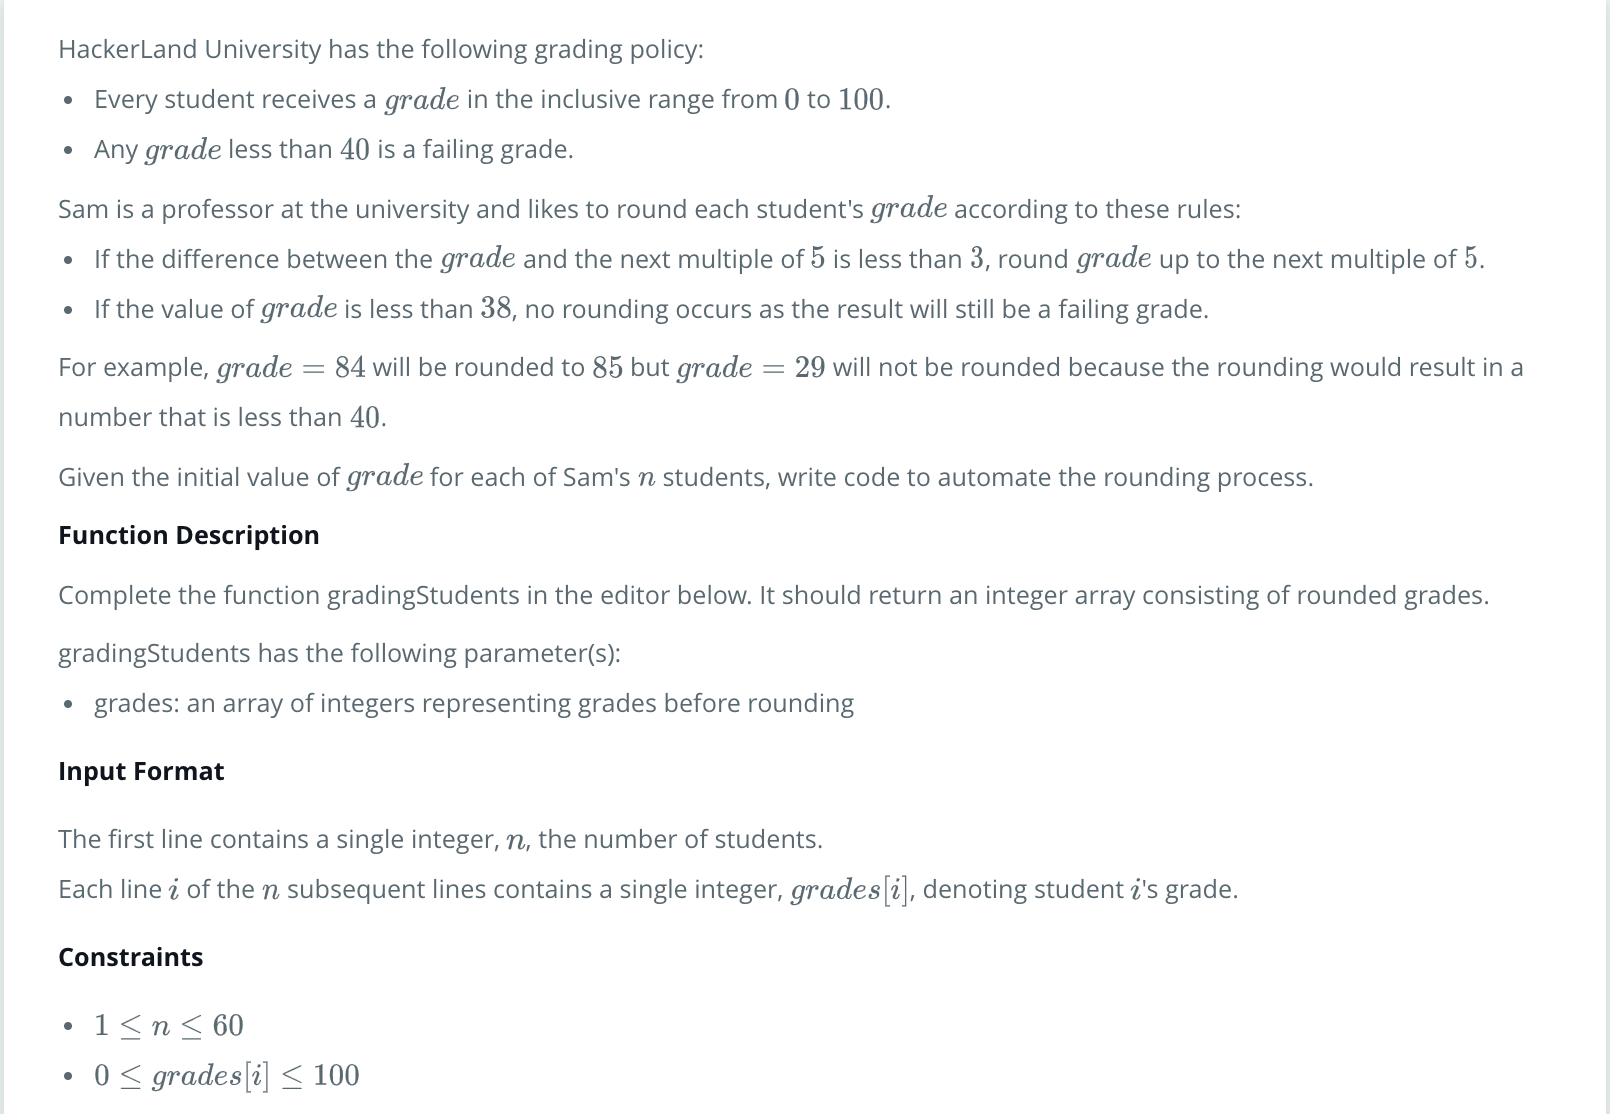 HackerLand University has the following grading policy:
• Every student receives a grade in the inclusive range from 0 to 100.
• Any grade less than 40 is a failing grade.
Sam is a professor at the university and likes to round each student's grade according to these rules:
• If the difference between the grade and the next multiple of 5 is less than 3, round grade up to the next multiple of 5.
• If the value of grade is less than 38, no rounding occurs as the result will still be a failing grade.
For example, grade = 84 will be rounded to 85 but grade = 29 will not be rounded because the rounding would result in a
number that is less than 40.
Given the initial value of grade for each of Sam's n students, write code to automate the rounding process.
Function Description
Complete the function gradingStudents in the editor below. It should return an integer array consisting of rounded grades.
gradingStudents has the following parameter(s):
• grades: an array of integers representing grades before rounding
Input Format
The first line contains a single integer, n, the number of students.
Each line i of the n subsequent lines contains a single integer, grades[i], denoting student i's grade.
Constraints
• 1 ≤ n ≤ 60
• 0 ≤ grades[i] ≤ 100